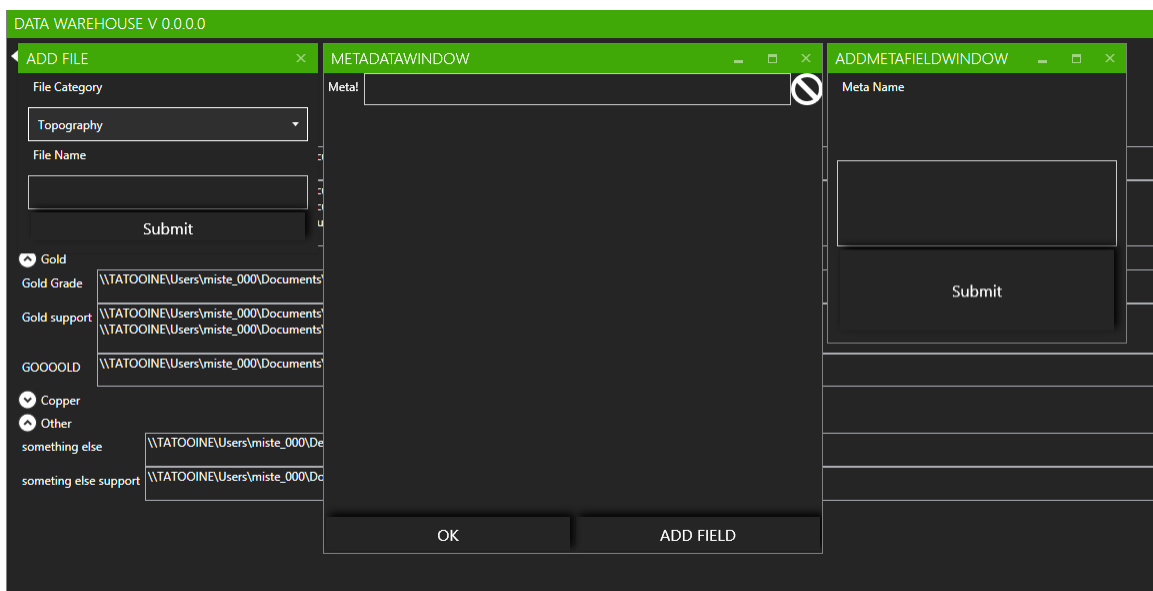 DATA WAREHOUSE V 0.0.0.0
ADD FILE
File Category
Topography
File Name
Submit
METADATAWINDOW
Meta!
OK
ADD FIELD
ADDMETAFIELDWINDOW
Meta Name
Submit
Gold
Gold Grade
\\TATOOINE\Users\miste_000\Documents\
Gold support
\\TATOOINE\Users\miste_000\Documents\
\\TATOOINE\Users\miste_000\Documents\
GOOOOLD
\\TATOOINE\Users\miste_000\Documents\
Copper
Other
something else
\\TATOOINE\Users\miste_000\De
someting else support
\\TATOOINE\Users\miste_000\Do